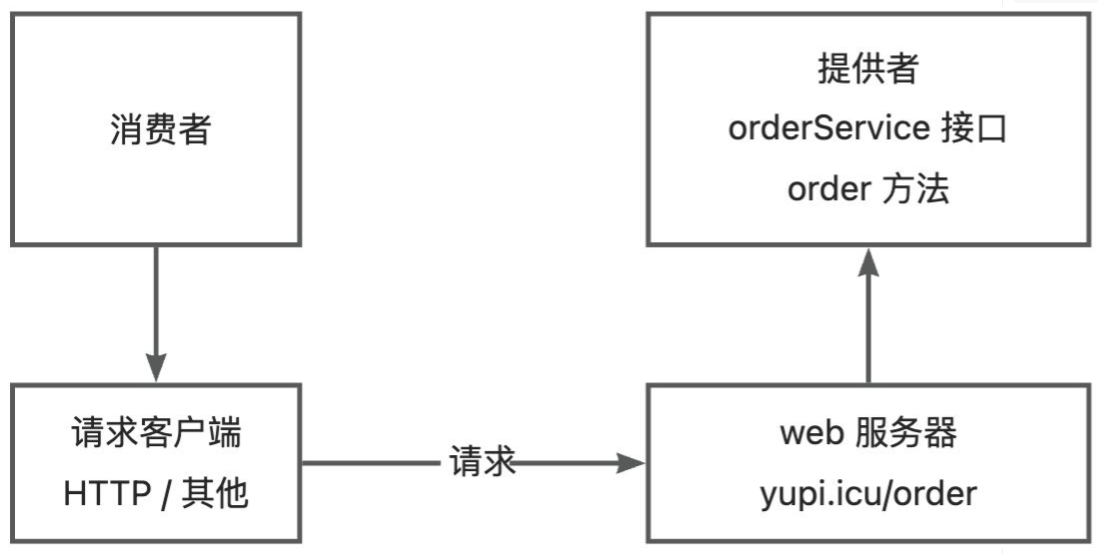 消费者
提供者
orderService 接口
order 方法
请求客户端
HTTP / 其他
请求
web 服务器
yupi.icu/order